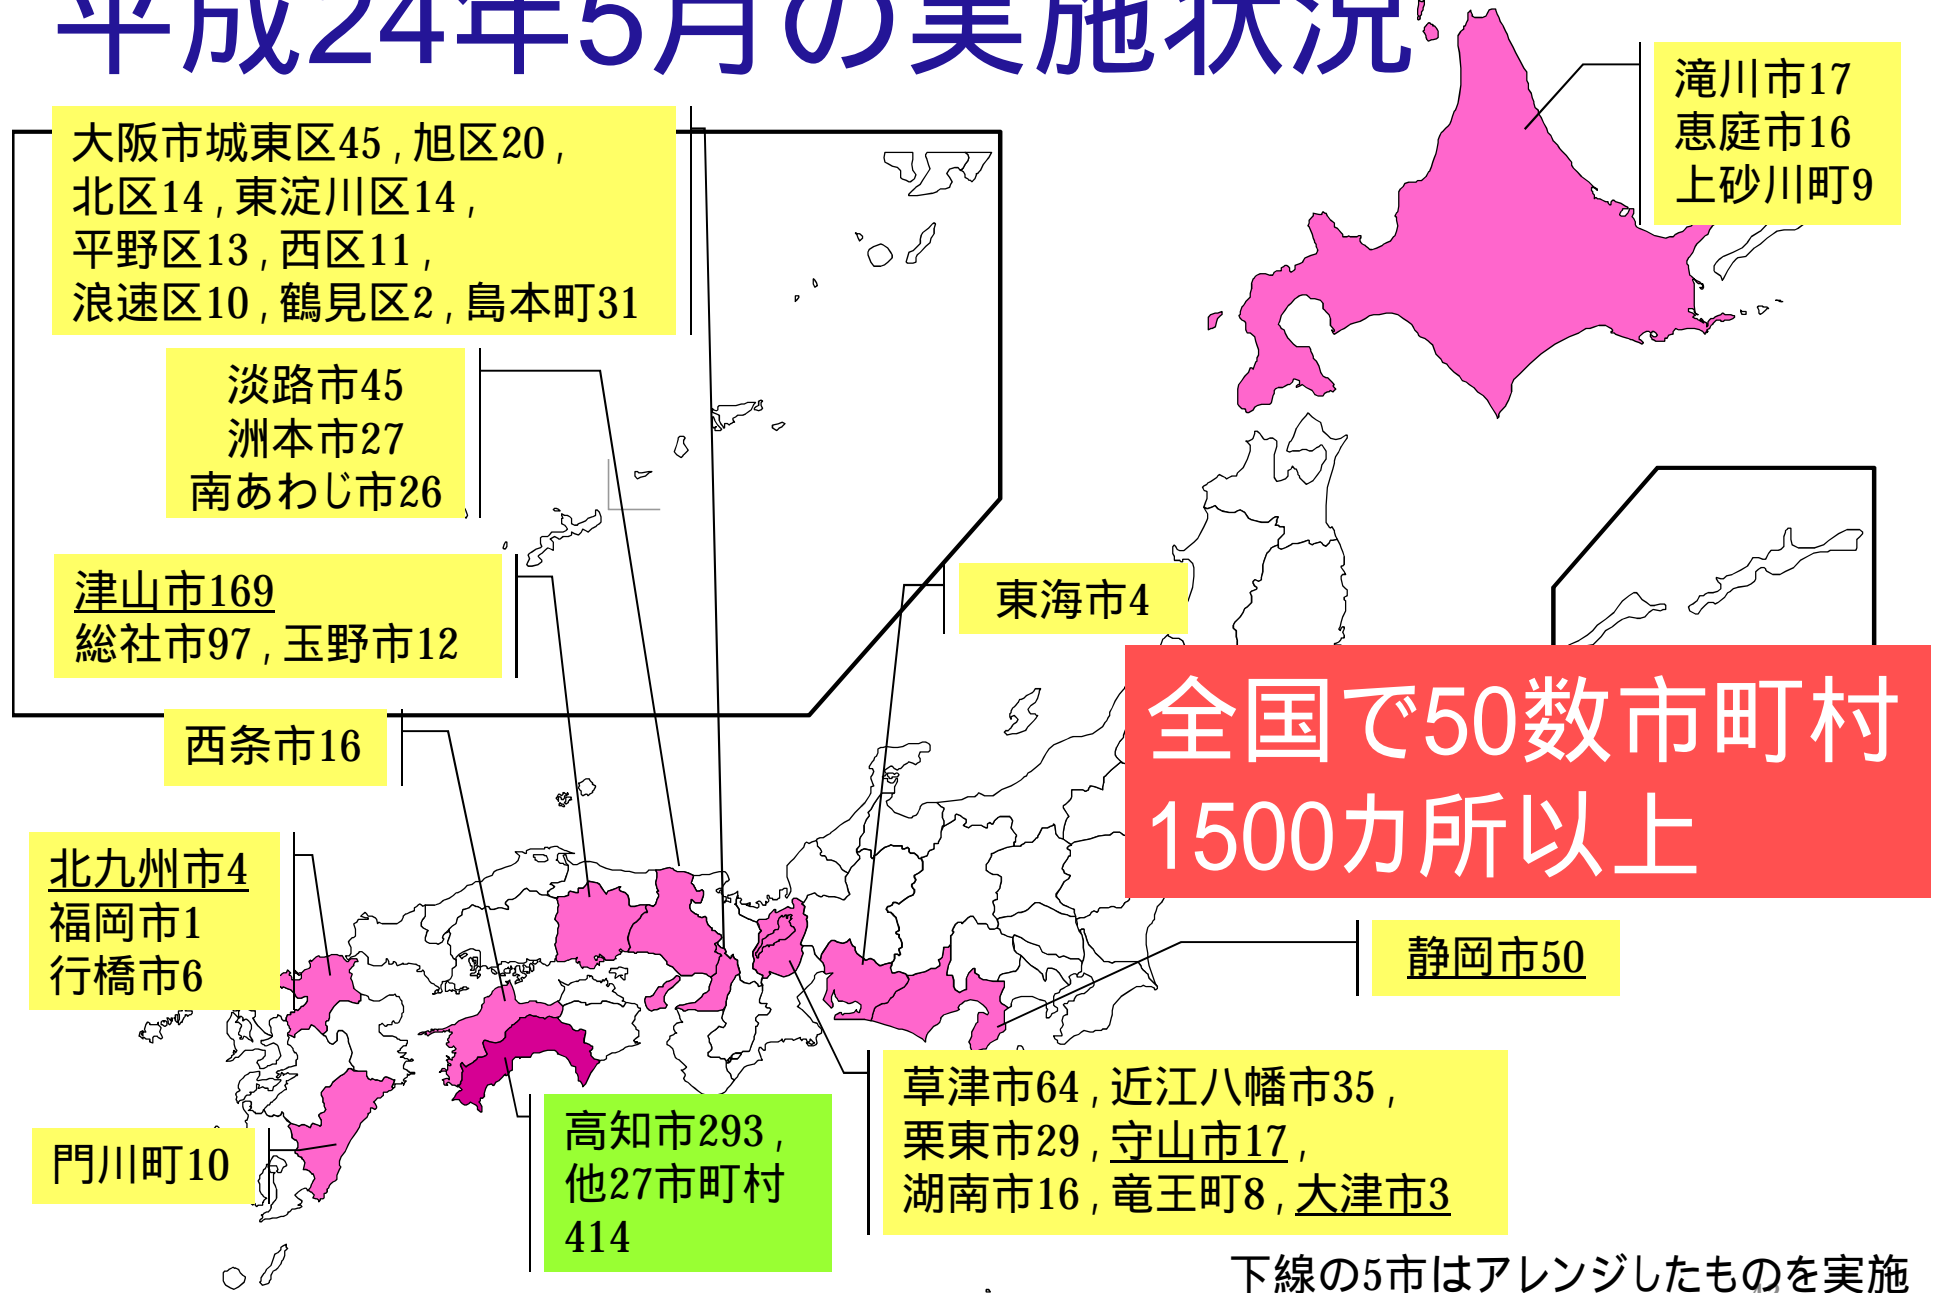 平成24年5月の実施状況
滝川市17
恵庭市16
上砂川町9
大阪市城東区45,旭区20,
北区14,東淀川区14,
平野区13,西区11,
浪速区10,鶴見区2,島本町31
淡路市45
洲本市27
南あわじ市26
津山市169
総社市97,玉野市12
東海市4
西条市16
全国で50数市町村
1500カ所以上
北九州市4
福岡市1
行橋市6
静岡市50
門川町10
高知市293,
他27市町村
414
草津市64,近江八幡市35,
栗東市29,守山市17,
湖南市16,竜王町8,大津市3
下線の5市はアレンジしたものを実施